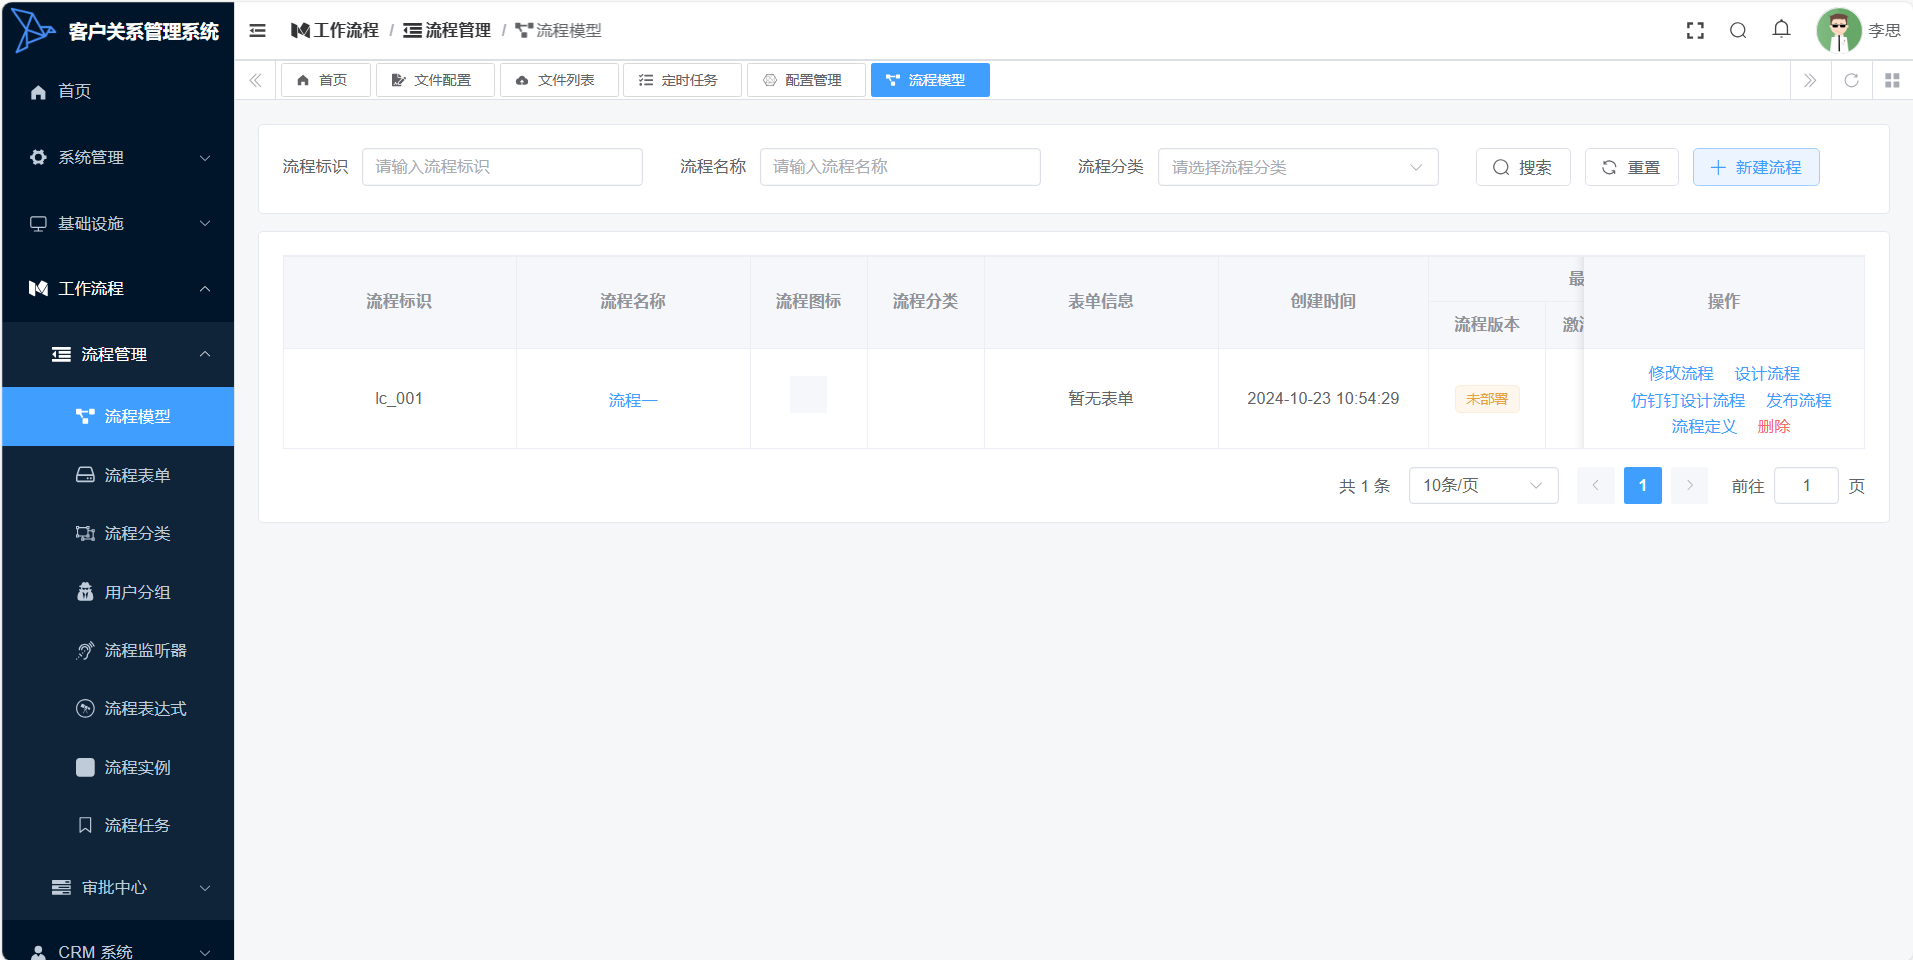 客户关系管理系统
工作流程 / 流程管理 / 流程模型
李思
首页
文件配置
文件列表
定时任务
配置管理
流程模型
首页
系统管理
基础设施
工作流程
流程管理
流程模型
流程表单
流程分类
用户分组
流程监听器
流程表达式
流程实例
流程任务
审批中心
CRM 系统
流程标识 请输入流程标识
流程名称 请输入流程名称
流程分类 请选择流程分类
搜索
重置
新建流程
流程标识 流程名称 流程图标 流程分类 表单信息 创建时间 最 操作
流程版本 激
lc_001 流程一 暂无表单 2024-10-23 10:54:29 未部署
修改流程 设计流程
仿钉钉设计流程 发布流程
流程定义 删除
共 1 条 10条/页 1 前往 1 页